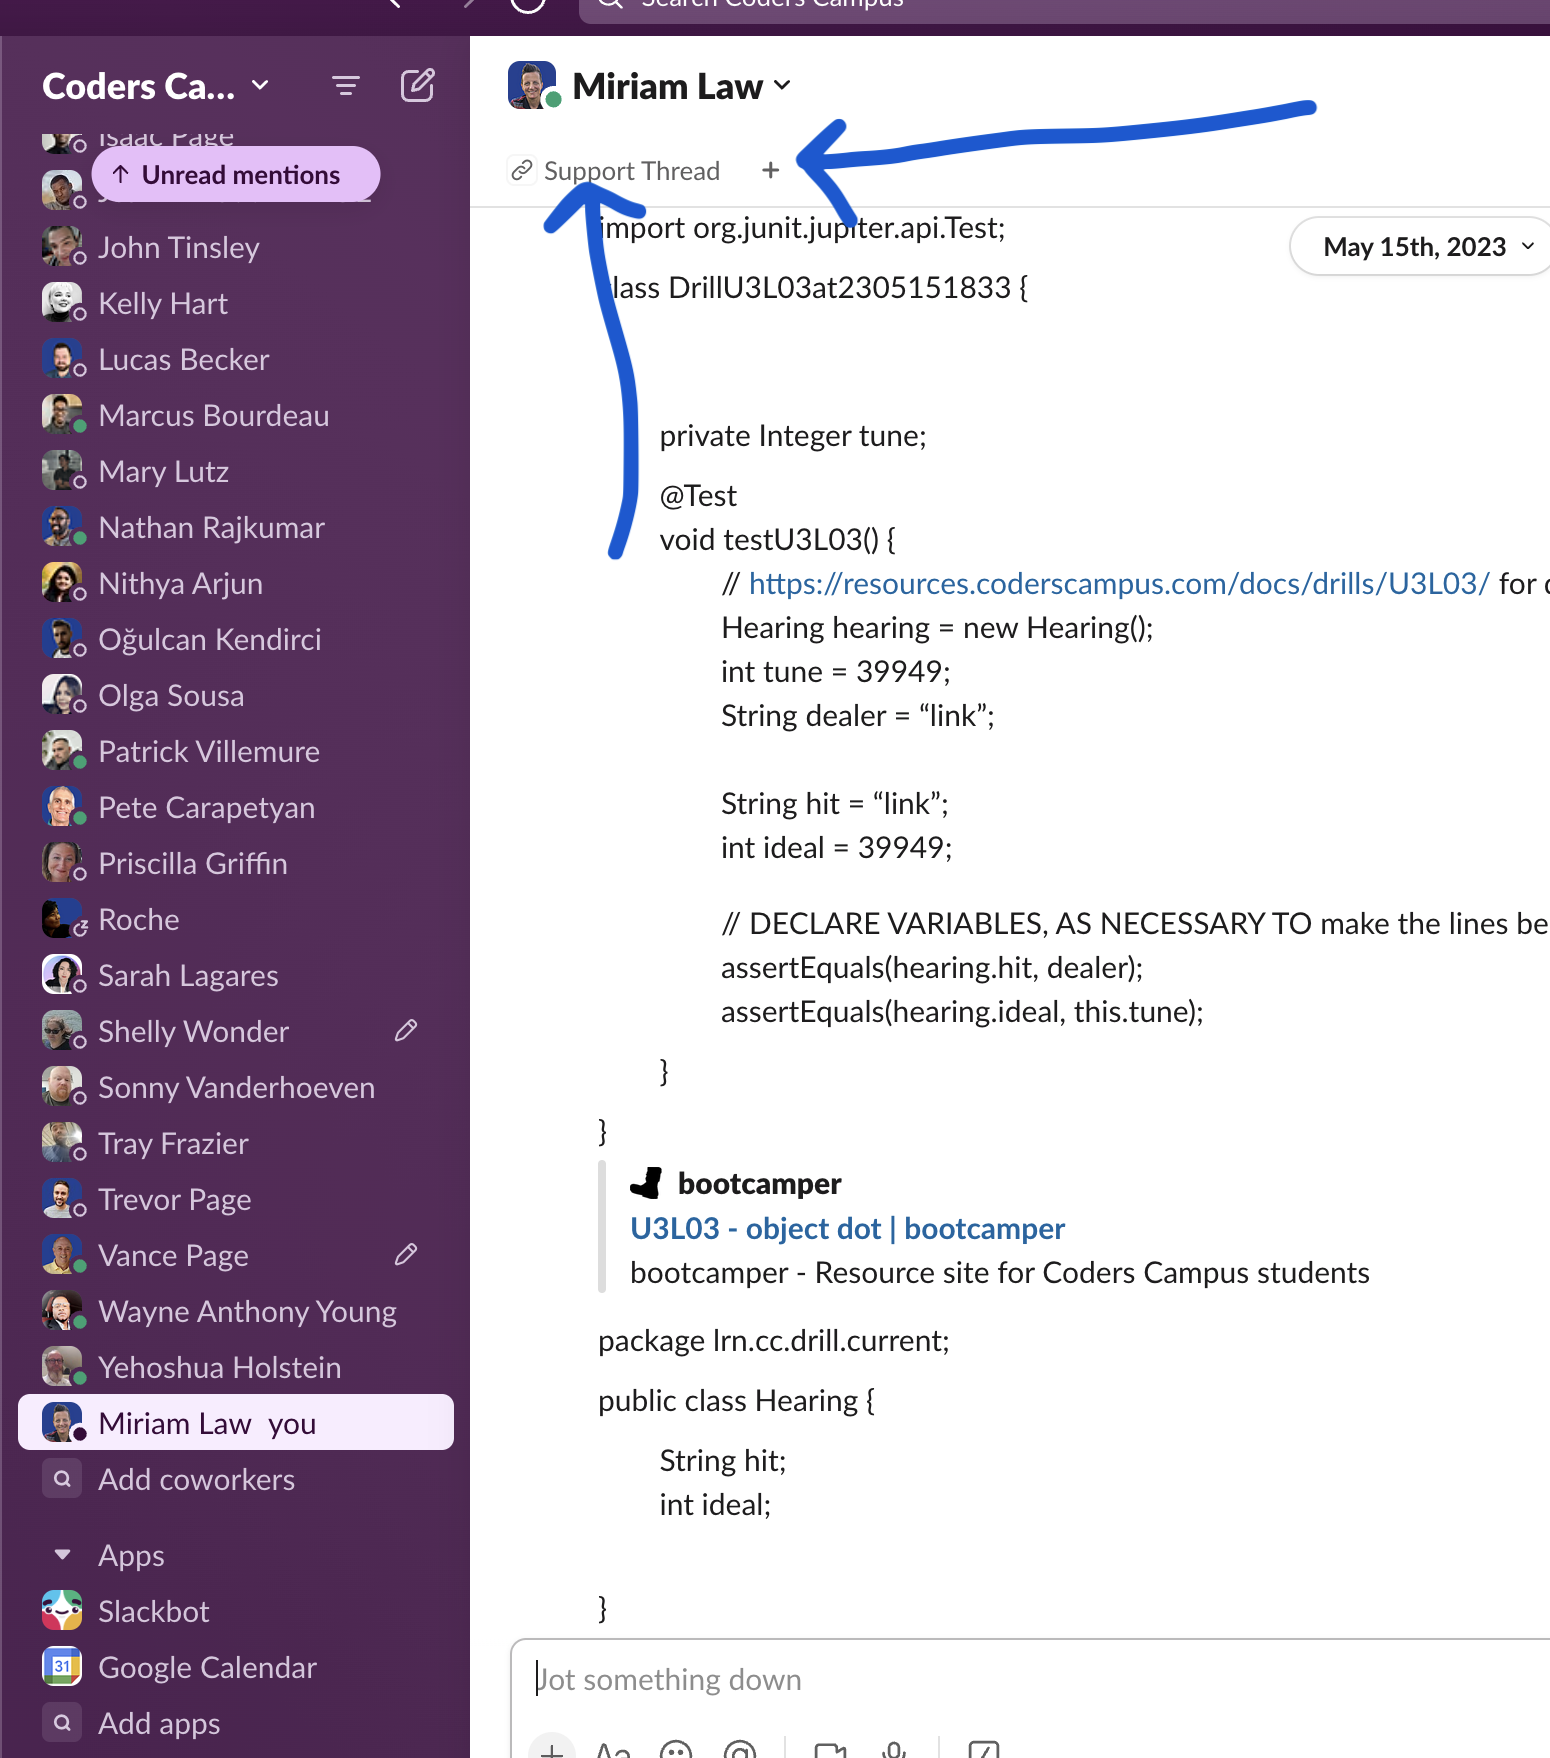 Search Coders Campus
Coders Ca...
Isaac Page
Unread mentions
John Tinsley
Kelly Hart
Lucas Becker
Marcus Bourdeau
Mary Lutz
Nathan Rajkumar
Nithya Arjun
Oğulcan Kendirci
Olga Sousa
Patrick Villemure
Pete Carapetyan
Priscilla Griffin
Roche
Sarah Lagares
Shelly Wonder
Sonny Vanderhoeven
Tray Frazier
Trevor Page
Vance Page
Wayne Anthony Young
Yehoshua Holstein
Miriam Law you
Add coworkers
Apps
Slackbot
31 Google Calendar
Add apps
Miriam Law
Support Thread +
May 15th, 2023
import org.junit.jupiter.api.Test;
class DrillU3L03at2305151833 {
private Integer tune;
@Test
void testU3L03() {
// https://resources.coderscampus.com/docs/drills/U3L03/ for
Hearing hearing = new Hearing();
int tune = 39949;
String dealer = “link”;
String hit = “link”;
int ideal = 39949;
// DECLARE VARIABLES, AS NECESSARY TO make the lines be
assertEquals(hearing.hit, dealer);
assertEquals(hearing.ideal, this.tune);
}
}
bootcamper
U3L03 - object dot | bootcamper
bootcamper - Resource site for Coders Campus students
package lrn.cc.drill.current;
public class Hearing {
String hit;
int ideal;
}
Jot something down
Aa